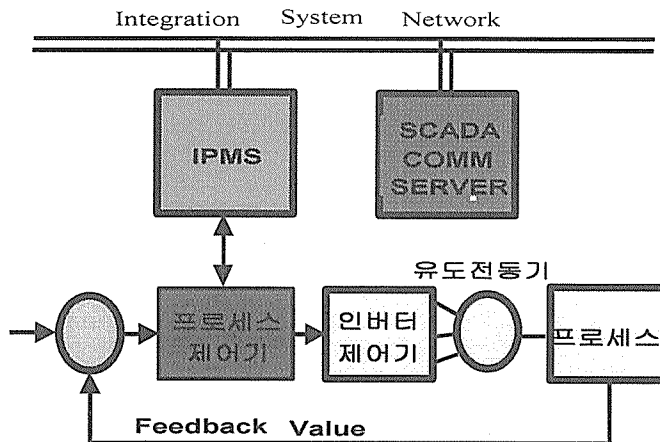 Integration System Network
IPMS
SCADA
COMM
SERVER
유도전동기
프로세스
제어기
인버터
제어기
프로세스
Feedback Value